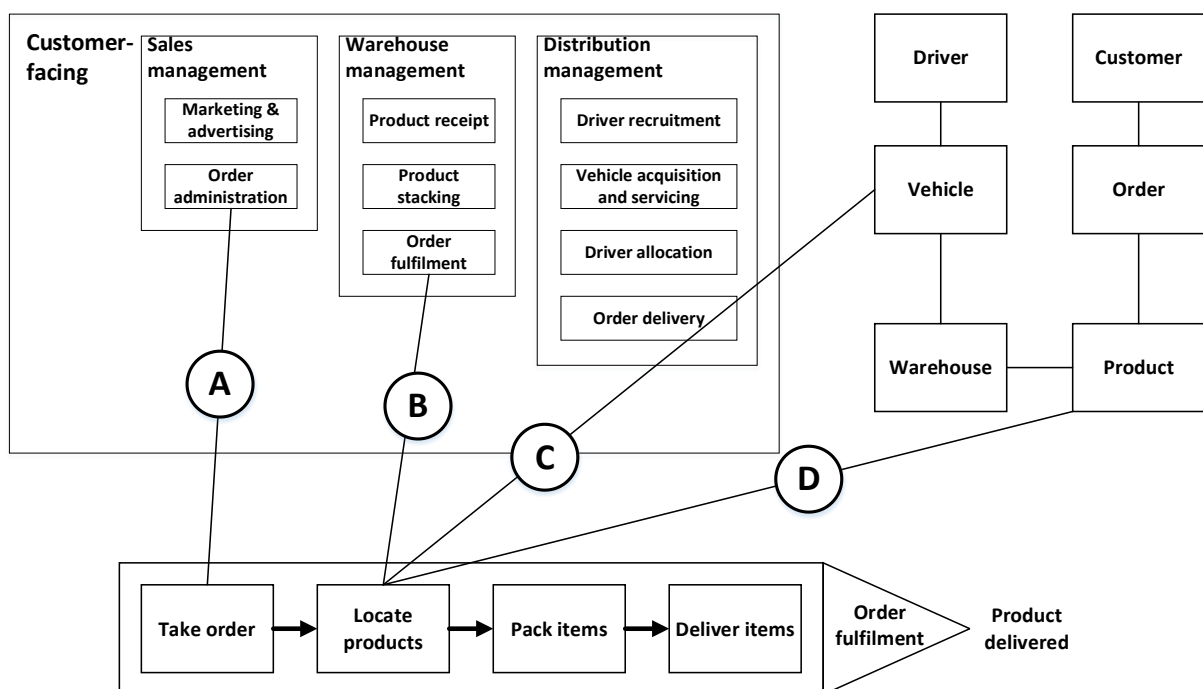 Customer-
facing
Sales
management
Marketing &
advertising
Order
administration
Warehouse
management
Product receipt
Product
stacking
Order
fulfilment
Distribution
management
Driver recruitment
Vehicle acquisition
and servicing
Driver allocation
Order delivery
Driver
Customer
Vehicle
Order
Warehouse
Product
A
B
C
D
Take order
Locate
products
Pack items
Deliver items
Order
fulfilment
Product
delivered